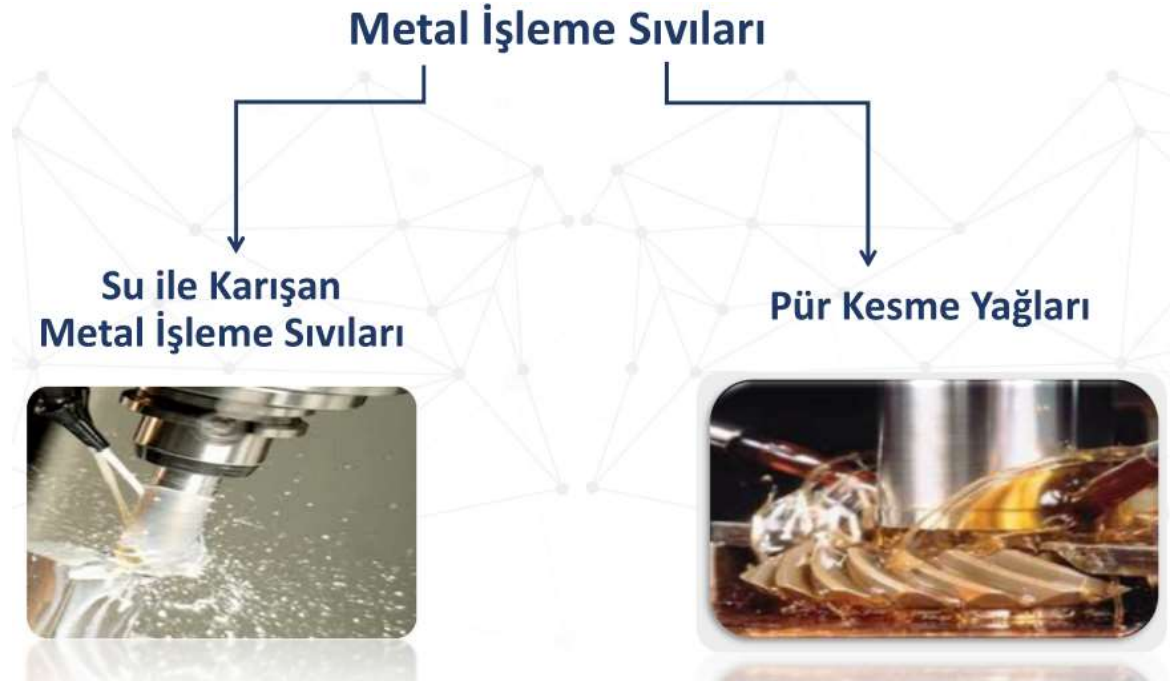 Metal İşleme Sıvıları
Su ile Karışan
Metal İşleme Sıvıları
Pür Kesme Yağları